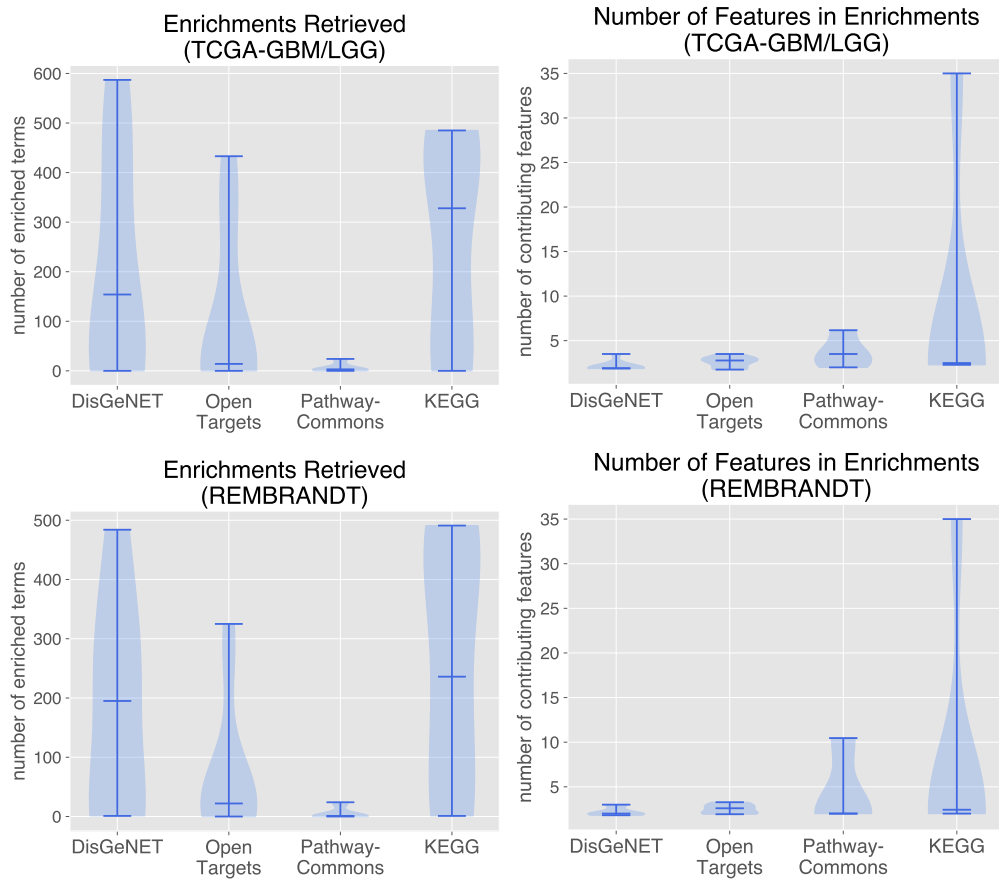 Enrichments Retrieved
(TCGA-GBM/LGG)
number of enriched terms
600
500
400
300
200
100
0
DisGeNET
Open
Targets
Pathway-
Commons
KEGG
Number of Features in Enrichments
(TCGA-GBM/LGG)
number of contributing features
35
30
25
20
15
10
5
DisGeNET
Open
Targets
Pathway-
Commons
KEGG
Enrichments Retrieved
(REMBRANDT)
number of enriched terms
500
400
300
200
100
0
DisGeNET
Open
Targets
Pathway-
Commons
KEGG
Number of Features in Enrichments
(REMBRANDT)
number of contributing features
35
30
25
20
15
10
5
DisGeNET
Open
Targets
Pathway-
Commons
KEGG